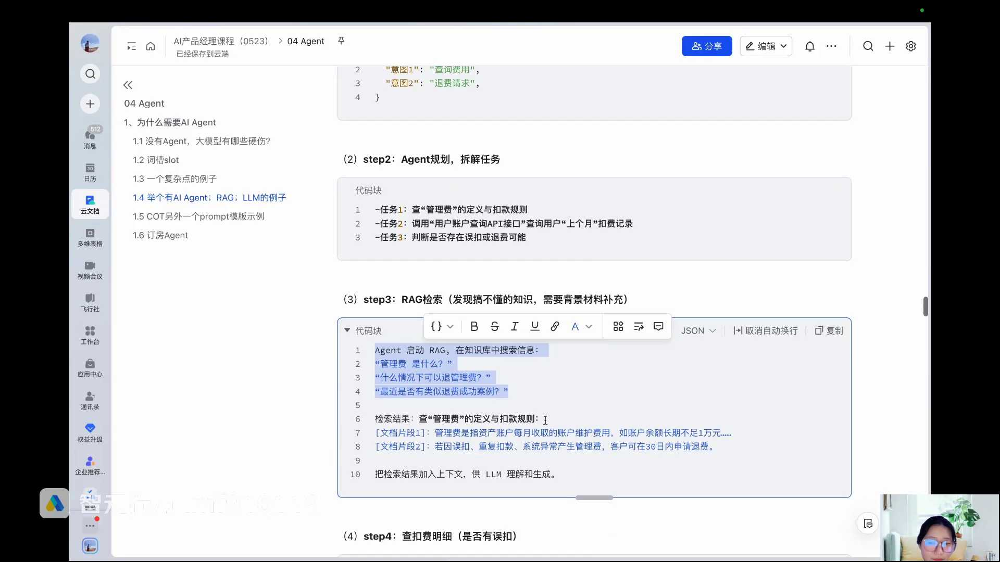 AI产品经理课程（0523） > 04 Agent
已经保存到云端
分享
编辑
512
消息
30
日历
云文档
多维表格
视频会议
飞行社
工作台
应用中心
通讯录
权益升级
企业推荐...
04 Agent
1、为什么需要AI Agent
1.1 没有Agent，大模型有哪些硬伤？
1.2 词槽slot
1.3 一个复杂点的例子
1.4 举个有AI Agent；RAG；LLM的例子
1.5 COT另外一个prompt模版示例
1.6 订房Agent
2 "意图1": "查询费用",
3 "意图2": "退费请求",
4 }
（2）step2：Agent规划，拆解任务
代码块
1 -任务1：查“管理费”的定义与扣款规则
2 -任务2：调用“用户账户查询API接口”查询用户“上个月”扣费记录
3 -任务3：判断是否存在误扣或退费可能
（3）step3：RAG检索（发现搞不懂的知识，需要背景材料补充）
代码块
{} B S I U A
JSON 取消自动换行 复制
1 Agent 启动 RAG, 在知识库中搜索信息：
2 “管理费 是什么？”
3 “什么情况下可以退管理费？”
4 “最近是否有类似退费成功案例？”
5
6 检索结果：查“管理费”的定义与扣款规则：
7 [文档片段1]：管理费是指资产账户每月收取的账户维护费用，如账户余额长期不足1万元……
8 [文档片段2]：若因误扣、重复扣款、系统异常产生管理费，客户可在30日内申请退费。
9
10 把检索结果加入上下文，供 LLM 理解和生成。
（4）step4：查扣费明细（是否有误扣）